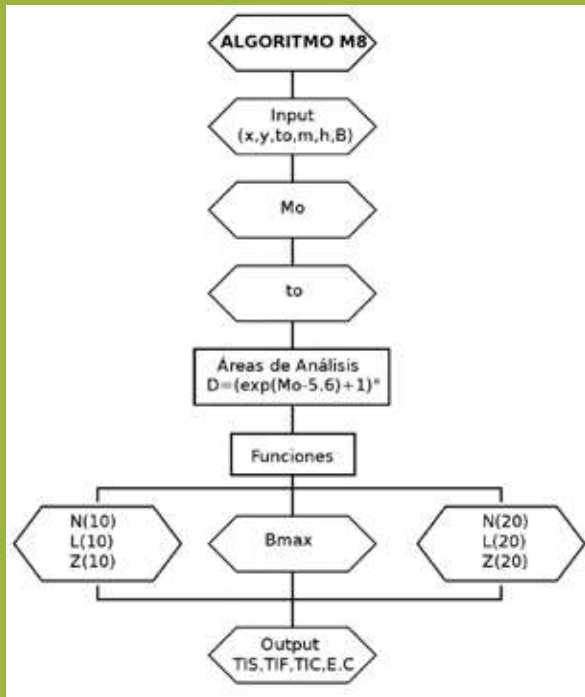 ALGORITMO M8
Input
(x,y,to,m,h,B)
Mo
to
Áreas de Análisis
D=(exp(Mo-5.6)+1)°
Funciones
N(10)
L(10)
Z(10)
Bmax
N(20)
L(20)
Z(20)
Output
TIS,TIF,TIC,E.C